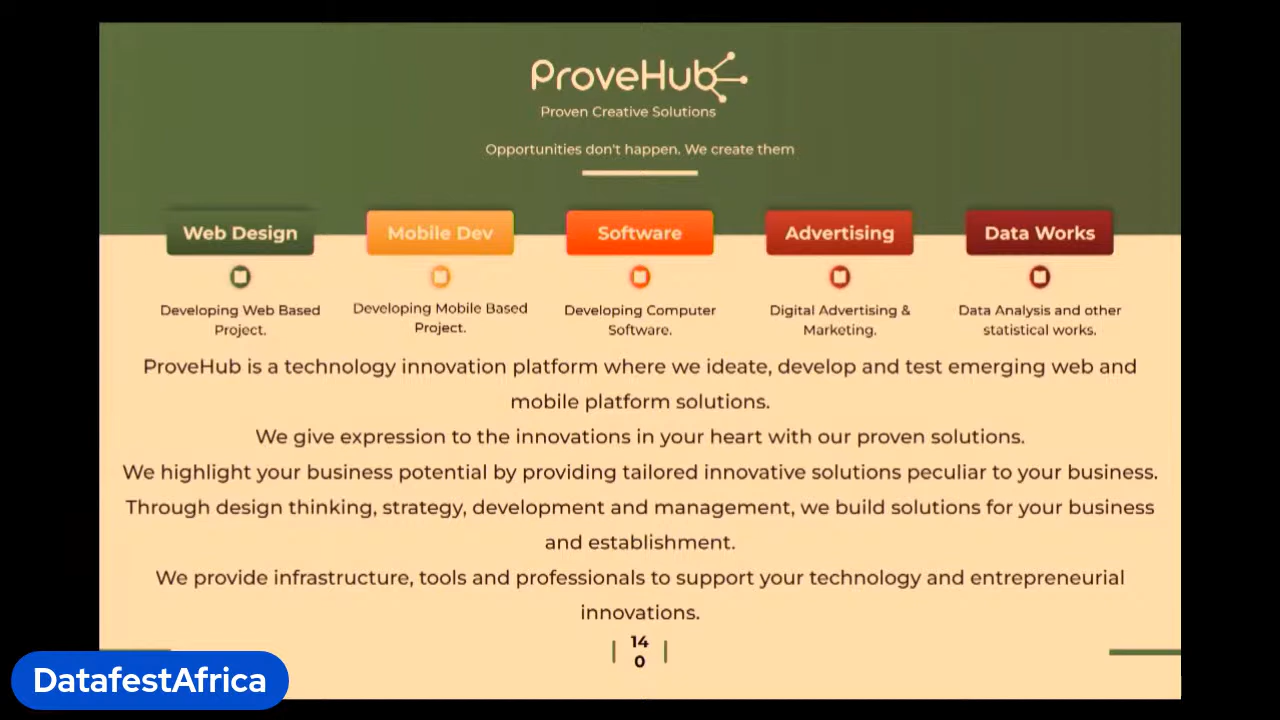 ProveHub
Proven Creative Solutions
Opportunities don't happen. We create them
Web Design
Mobile Dev
Software
Advertising
Data Works
Developing Web Based
Project.
Developing Mobile Based
Project.
Developing Computer
Software.
Digital Advertising &
Marketing.
Data Analysis and other
statistical works.
ProveHub is a technology innovation platform where we ideate, develop and test emerging web and
mobile platform solutions.
We give expression to the innovations in your heart with our proven solutions.
We highlight your business potential by providing tailored innovative solutions peculiar to your business.
Through design thinking, strategy, development and management, we build solutions for your business
and establishment.
We provide infrastructure, tools and professionals to support your technology and entrepreneurial
innovations.
14
0
DatafestAfrica